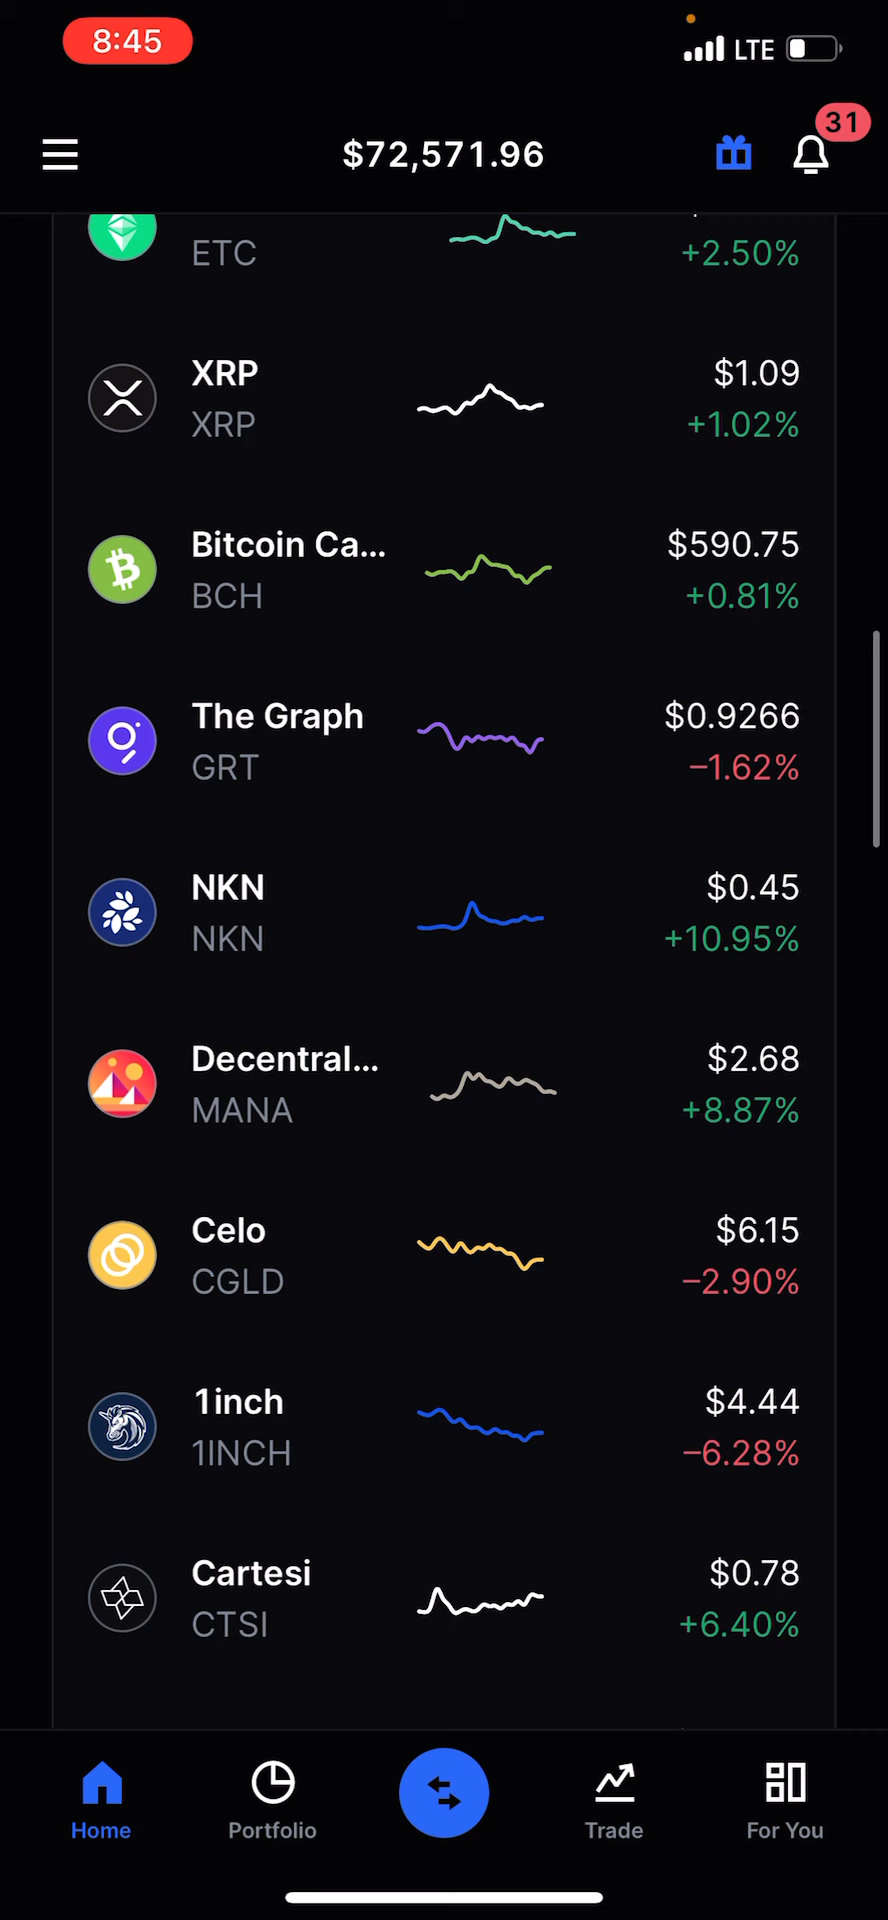 8:45
LTE
31
$72,571.96
ETC
+2.50%
XRP
$1.09
XRP
+1.02%
Bitcoin Ca...
$590.75
BCH
+0.81%
The Graph
$0.9266
GRT
−1.62%
NKN
$0.45
NKN
+10.95%
Decentral...
$2.68
MANA
+8.87%
Celo
$6.15
CGLD
−2.90%
1inch
$4.44
1INCH
−6.28%
Cartesi
$0.78
CTSI
+6.40%
Home
Portfolio
Trade
For You